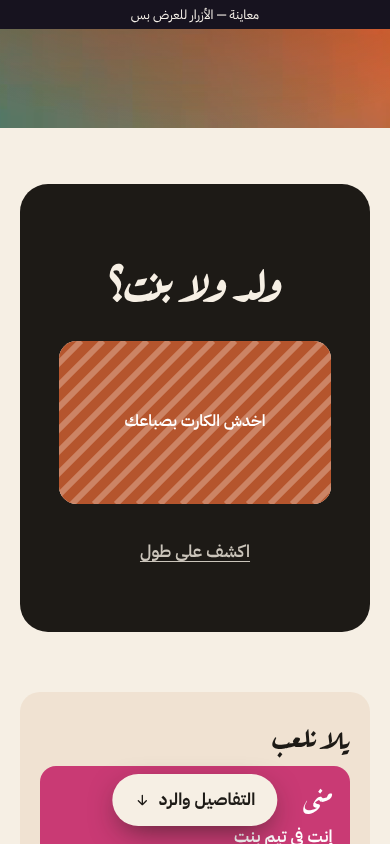 معاينة — الأزرار للعرض بس
ولد ولا بنت؟
اخدش الكارت بصباعك
اكشف على طول
يلا نلعب
منى
إنت في تيم بنت
التفاصيل والرد ↓